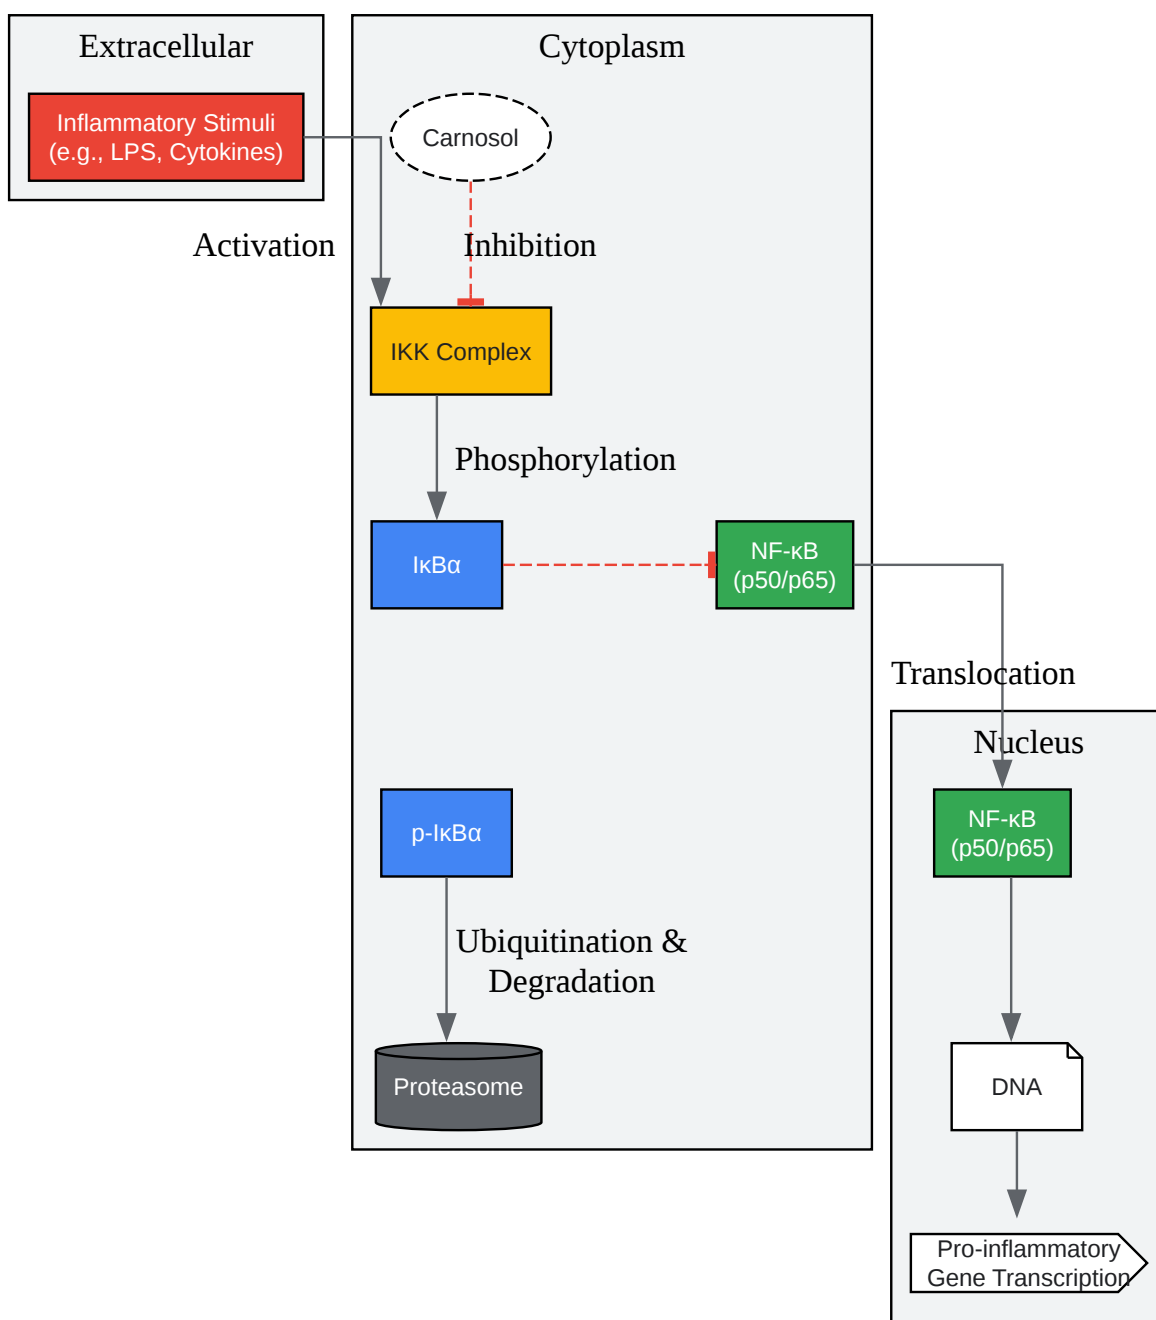 Extracellular
Inflammatory Stimuli
(e.g., LPS, Cytokines)
Cytoplasm
Carnosol
Activation
Inhibition
IKK Complex
Phosphorylation
IκBα
NF-κB
(p50/p65)
Translocation
Nucleus
p-IκBα
NF-κB
(p50/p65)
Ubiquitination &
Degradation
Proteasome
DNA
Pro-inflammatory
Gene Transcription